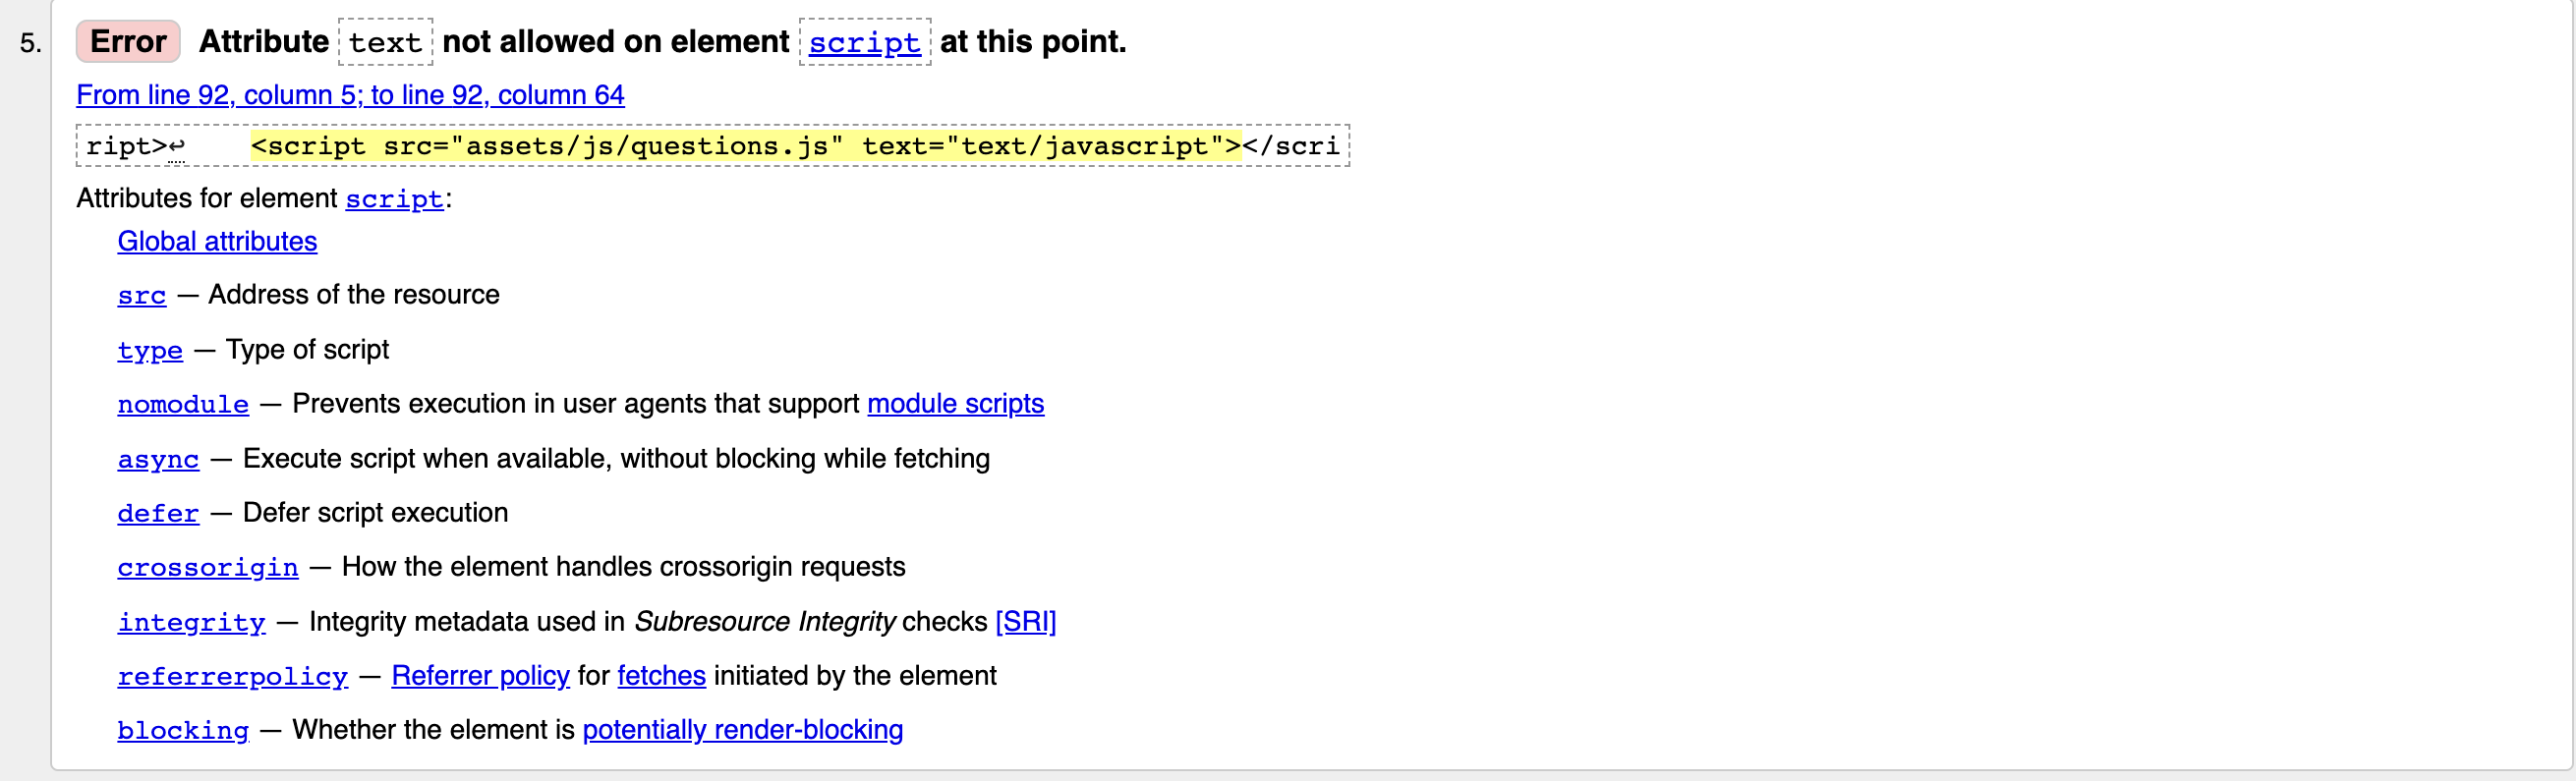 5. Error Attribute text not allowed on element script at this point.
From line 92, column 5; to line 92, column 64
ript>↩    <script src="assets/js/questions.js" text="text/javascript"></scri
Attributes for element script:
Global attributes
src — Address of the resource
type — Type of script
nomodule — Prevents execution in user agents that support module scripts
async — Execute script when available, without blocking while fetching
defer — Defer script execution
crossorigin — How the element handles crossorigin requests
integrity — Integrity metadata used in Subresource Integrity checks [SRI]
referrerpolicy — Referrer policy for fetches initiated by the element
blocking — Whether the element is potentially render-blocking